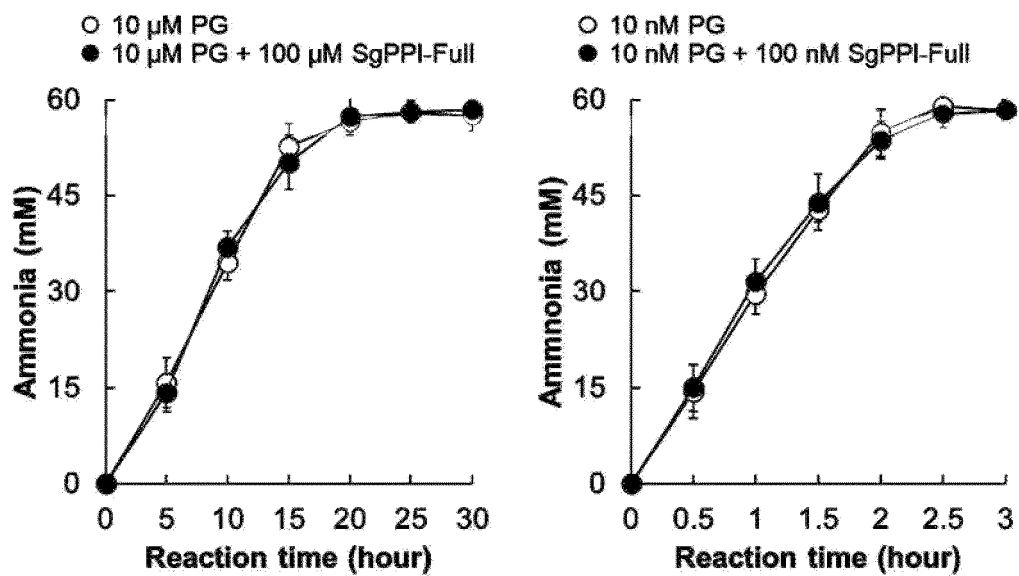 10 µM PG
10 µM PG + 100 µM SgPPI-Full
60
45
30
15
0
Ammonia (mM)
0 5 10 15 20 25 30
Reaction time (hour)
10 nM PG
10 nM PG + 100 nM SgPPI-Full
60
45
30
15
0
Ammnonia (mM)
0 0.5 1 1.5 2 2.5 3
Reaction time (hour)